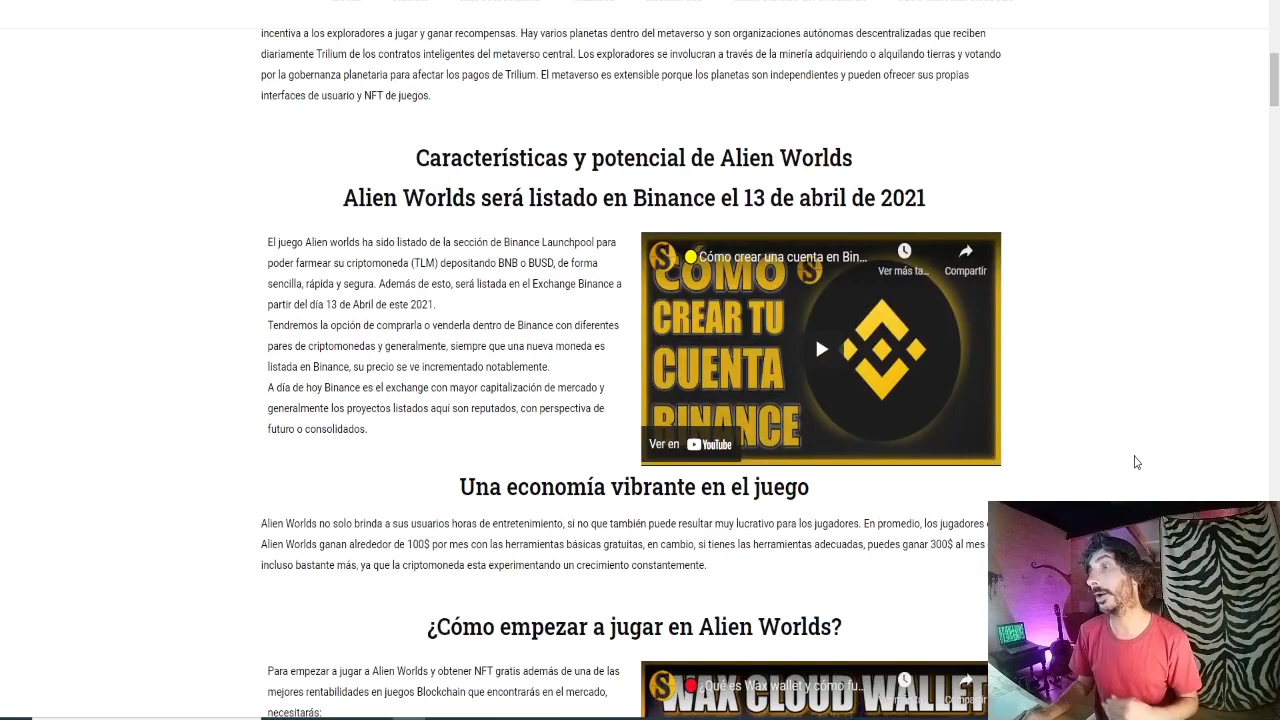 incentiva a los exploradores a jugar y ganar recompensas. Hay varios planetas dentro del metaverso y son organizaciones autónomas descentralizadas que reciben
diariamente Trilium de los contratos inteligentes del metaverso central. Los exploradores se involucran a través de la minería adquiriendo o alquilando tierras y votando
por la gobernanza planetaria para afectar los pagos de Trilium. El metaverso es extensible porque los planetas son independientes y pueden ofrecer sus propias
interfaces de usuario y NFT de juegos.
Características y potencial de Alien Worlds
Alien Worlds será listado en Binance el 13 de abril de 2021
El juego Alien worlds ha sido listado de la sección de Binance Launchpool para
poder farmear su criptomoneda (TLM) depositando BNB o BUSD, de forma
sencilla, rápida y segura. Además de esto, será listada en el Exchange Binance a
partir del día 13 de Abril de este 2021.
Tendremos la opción de comprarla o venderla dentro de Binance con diferentes
pares de criptomonedas y generalmente, siempre que una nueva moneda es
listada en Binance, su precio se ve incrementado notablemente.
A día de hoy Binance es el exchange con mayor capitalización de mercado y
generalmente los proyectos listados aquí son reputados, con perspectiva de
futuro o consolidados.
Cómo crear una cuenta en Bin...
Ver más ta...
Compartir
CÓMO
CREAR TU
CUENTA
BINANCE
Ver en YouTube
Una economía vibrante en el juego
Alien Worlds no solo brinda a sus usuarios horas de entretenimiento, si no que también puede resultar muy lucrativo para los jugadores. En promedio, los jugadores
Alien Worlds ganan alrededor de 100$ por mes con las herramientas básicas gratuitas, en cambio, si tienes las herramientas adecuadas, puedes ganar 300$ al mes
incluso bastante más, ya que la criptomoneda esta experimentando un crecimiento constantemente.
¿Cómo empezar a jugar en Alien Worlds?
Para empezar a jugar a Alien Worlds y obtener NFT gratis además de una de las
mejores rentabilidades en juegos Blockchain que encontrarás en el mercado,
necesitarás:
¿Qué es Wax wallet y cómo fu...
WAX CLOUD WALLET
Ver más ta...
Compartir